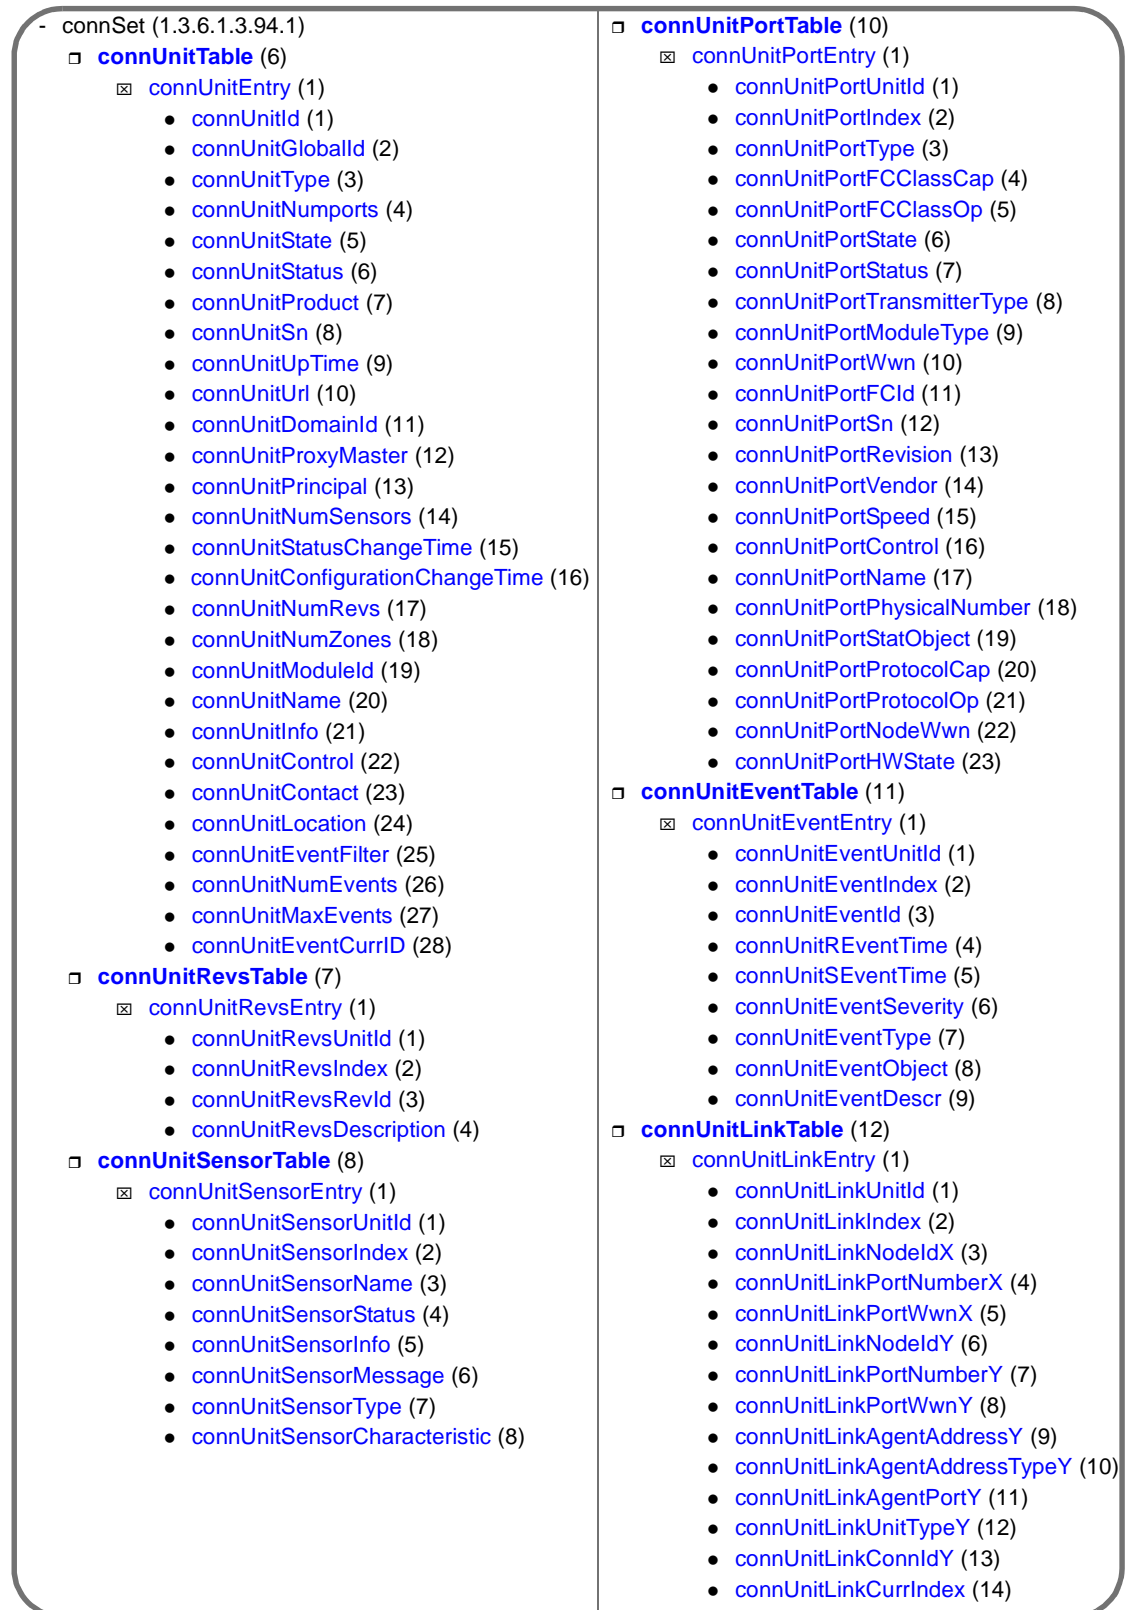 - connSet (1.3.6.1.3.94.1)
connUnitTable (6)
connUnitEntry (1)
connUnitId (1)
connUnitGlobalId (2)
connUnitType (3)
connUnitNumports (4)
connUnitState (5)
connUnitStatus (6)
connUnitProduct (7)
connUnitSn (8)
connUnitUpTime (9)
connUnitUrl (10)
connUnitDomainId (11)
connUnitProxyMaster (12)
connUnitPrincipal (13)
connUnitNumSensors (14)
connUnitStatusChangeTime (15)
connUnitConfigurationChangeTime (16)
connUnitNumRevs (17)
connUnitNumZones (18)
connUnitModuleId (19)
connUnitName (20)
connUnitInfo (21)
connUnitControl (22)
connUnitContact (23)
connUnitLocation (24)
connUnitEventFilter (25)
connUnitNumEvents (26)
connUnitMaxEvents (27)
connUnitEventCurrID (28)
connUnitRevsTable (7)
connUnitRevsEntry (1)
connUnitRevsUnitId (1)
connUnitRevsIndex (2)
connUnitRevsRevId (3)
connUnitRevsDescription (4)
connUnitSensorTable (8)
connUnitSensorEntry (1)
connUnitSensorUnitId (1)
connUnitSensorIndex (2)
connUnitSensorName (3)
connUnitSensorStatus (4)
connUnitSensorInfo (5)
connUnitSensorMessage (6)
connUnitSensorType (7)
connUnitSensorCharacteristic (8)
connUnitPortTable (10)
connUnitPortEntry (1)
connUnitPortUnitId (1)
connUnitPortIndex (2)
connUnitPortType (3)
connUnitPortFCClassCap (4)
connUnitPortFCClassOp (5)
connUnitPortState (6)
connUnitPortStatus (7)
connUnitPortTransmitterType (8)
connUnitPortModuleType (9)
connUnitPortWwn (10)
connUnitPortFCId (11)
connUnitPortSn (12)
connUnitPortRevision (13)
connUnitPortVendor (14)
connUnitPortSpeed (15)
connUnitPortControl (16)
connUnitPortName (17)
connUnitPortPhysicalNumber (18)
connUnitPortStatObject (19)
connUnitPortProtocolCap (20)
connUnitPortProtocolOp (21)
connUnitPortNodeWwn (22)
connUnitPortHWState (23)
connUnitEventTable (11)
connUnitEventEntry (1)
connUnitEventUnitId (1)
connUnitEventIndex (2)
connUnitEventId (3)
connUnitREventTime (4)
connUnitSEventTime (5)
connUnitEventSeverity (6)
connUnitEventType (7)
connUnitEventObject (8)
connUnitEventDescr (9)
connUnitLinkTable (12)
connUnitLinkEntry (1)
connUnitLinkUnitId (1)
connUnitLinkIndex (2)
connUnitLinkNodeIdX (3)
connUnitLinkPortNumberX (4)
connUnitLinkPortWwnX (5)
connUnitLinkNodeIdY (6)
connUnitLinkPortNumberY (7)
connUnitLinkPortWwnY (8)
connUnitLinkAgentAddressY (9)
connUnitLinkAgentAddressTypeY (10)
connUnitLinkAgentPortY (11)
connUnitLinkUnitTypeY (12)
connUnitLinkConnIdY (13)
connUnitLinkCurrIndex (14)